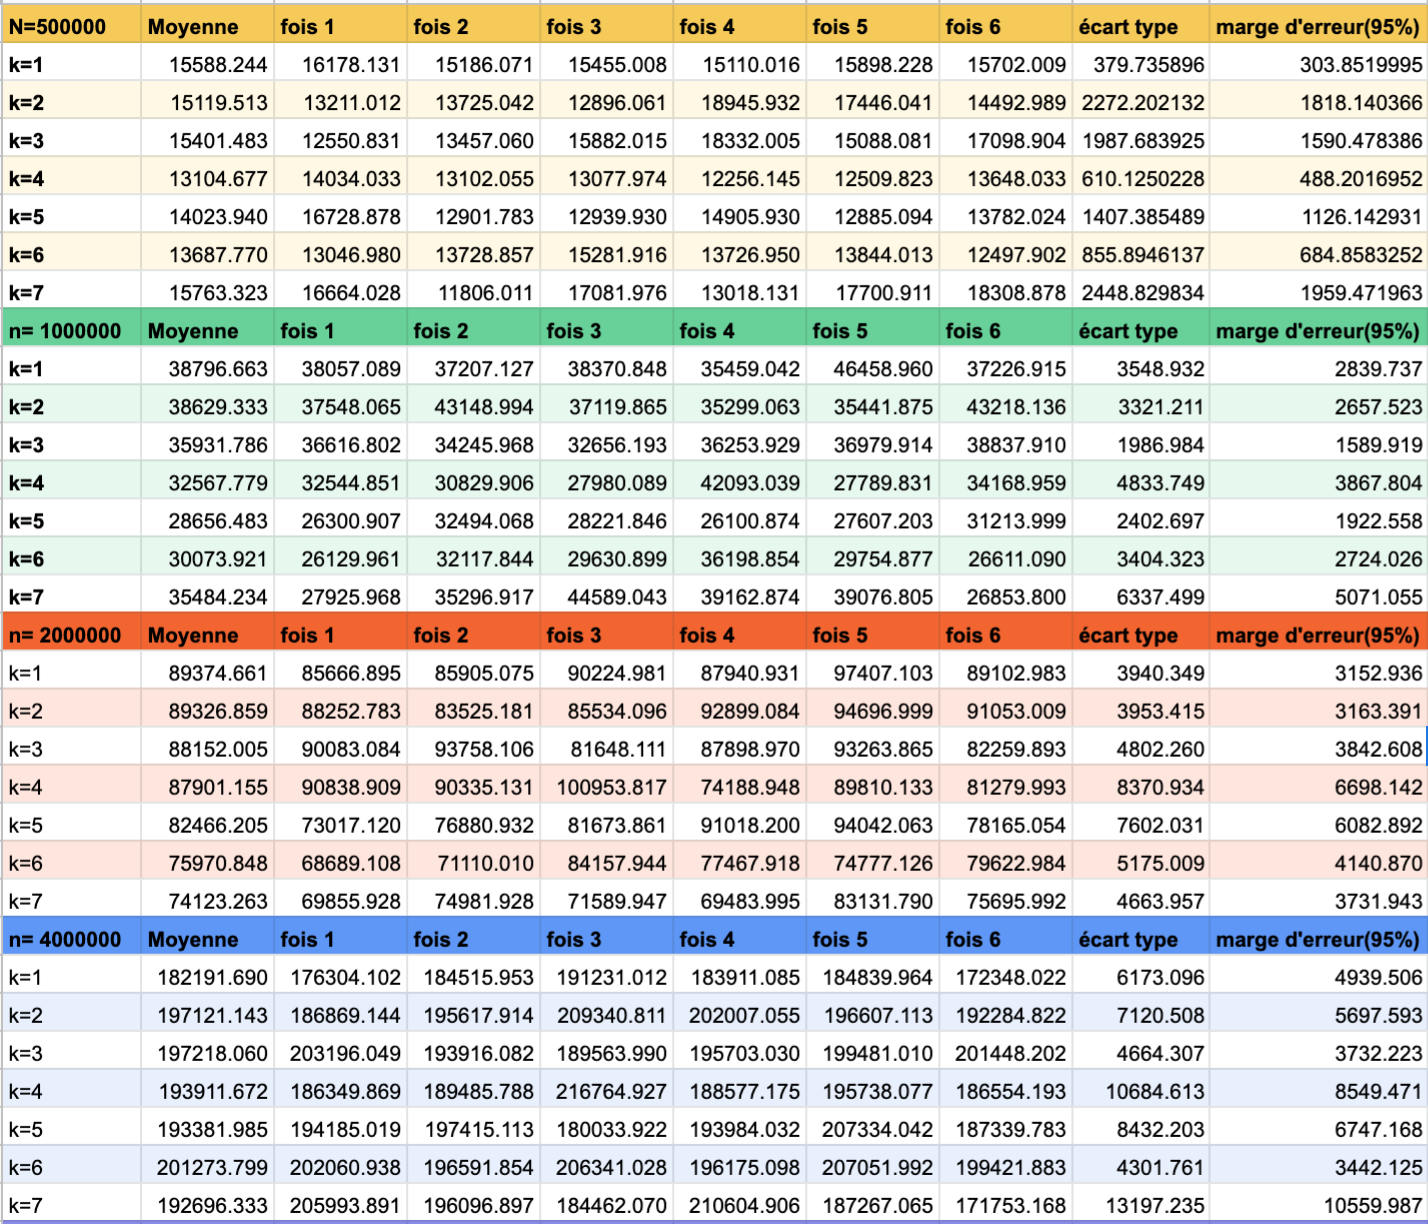 N=500000 Moyenne fois 1 fois 2 fois 3 fois 4 fois 5 fois 6 écart type marge d'erreur(95%)
k=1 15588.244 16178.131 15186.071 15455.008 15110.016 15898.228 15702.009 379.735896 303.8519995
k=2 15119.513 13211.012 13725.042 12896.061 18945.932 17446.041 14492.989 2272.202132 1818.140366
k=3 15401.483 12550.831 13457.060 15882.015 18332.005 15088.081 17098.904 1987.683925 1590.478386
k=4 13104.677 14034.033 13102.055 13077.974 12256.145 12509.823 13648.033 610.1250228 488.2016952
k=5 14023.940 16728.878 12901.783 12939.930 14905.930 12885.094 13782.024 1407.385489 1126.142931
k=6 13687.770 13046.980 13728.857 15281.916 13726.950 13844.013 12497.902 855.8946137 684.8583252
k=7 15763.323 16664.028 11806.011 17081.976 13018.131 17700.911 18308.878 2448.829834 1959.471963
n= 1000000 Moyenne fois 1 fois 2 fois 3 fois 4 fois 5 fois 6 écart type marge d'erreur(95%)
k=1 38796.663 38057.089 37207.127 38370.848 35459.042 46458.960 37226.915 3548.932 2839.737
k=2 38629.333 37548.065 43148.994 37119.865 35299.063 35441.875 43218.136 3321.211 2657.523
k=3 35931.786 36616.802 34245.968 32656.193 36253.929 36979.914 38837.910 1986.984 1589.919
k=4 32567.779 32544.851 30829.906 27980.089 42093.039 27789.831 34168.959 4833.749 3867.804
k=5 28656.483 26300.907 32494.068 28221.846 26100.874 27607.203 31213.999 2402.697 1922.558
k=6 30073.921 26129.961 32117.844 29630.899 36198.854 29754.877 26611.090 3404.323 2724.026
k=7 35484.234 27925.968 35296.917 44589.043 39162.874 39076.805 26853.800 6337.499 5071.055
n= 2000000 Moyenne fois 1 fois 2 fois 3 fois 4 fois 5 fois 6 écart type marge d'erreur(95%)
k=1 89374.661 85666.895 85905.075 90224.981 87940.931 97407.103 89102.983 3940.349 3152.936
k=2 89326.859 88252.783 83525.181 85534.096 92899.084 94696.999 91053.009 3953.415 3163.391
k=3 88152.005 90083.084 93758.106 81648.111 87898.970 93263.865 82259.893 4802.260 3842.608
k=4 87901.155 90838.909 90335.131 100953.817 74188.948 89810.133 81279.993 8370.934 6698.142
k=5 82466.205 73017.120 76880.932 81673.861 91018.200 94042.063 78165.054 7602.031 6082.892
k=6 75970.848 68689.108 71110.010 84157.944 77467.918 74777.126 79622.984 5175.009 4140.870
k=7 74123.263 69855.928 74981.928 71589.947 69483.995 83131.790 75695.992 4663.957 3731.943
n= 4000000 Moyenne fois 1 fois 2 fois 3 fois 4 fois 5 fois 6 écart type marge d'erreur(95%)
k=1 182191.690 176304.102 184515.953 191231.012 183911.085 184839.964 172348.022 6173.096 4939.506
k=2 197121.143 186869.144 195617.914 209340.811 202007.055 196607.113 192284.822 7120.508 5697.593
k=3 197218.060 203196.049 193916.082 189563.990 195703.030 199481.010 201448.202 4664.307 3732.223
k=4 193911.672 186349.869 189485.788 216764.927 188577.175 195738.077 186554.193 10684.613 8549.471
k=5 193381.985 194185.019 197415.113 180033.922 193984.032 207334.042 187339.783 8432.203 6747.168
k=6 201273.799 202060.938 196591.854 206341.028 196175.098 207051.992 199421.883 4301.761 3442.125
k=7 192696.333 205993.891 196096.897 184462.070 210604.906 187267.065 171753.168 13197.235 10559.987